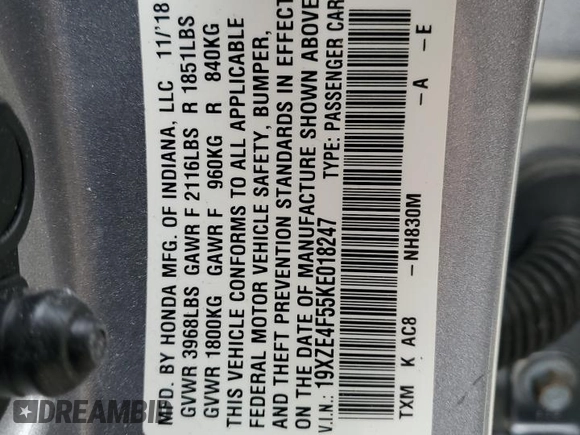 MFD. BY HONDA MFG. OF INDIANA, LLC 11/'18
GVWR 3968LBS GAWR F 2116LBS R 1851LBS
GVWR 1800KG GAWR F 960KG R 840KG
THIS VEHICLE CONFORMS TO ALL APPLICABLE
FEDERAL MOTOR VEHICLE SAFETY, BUMPER,
AND THEFT PREVENTION STANDARDS IN EFFECT
ON THE DATE OF MANUFACTURE SHOWN ABOVE.
V.I.N.: 19XZE4F55KE018247 TYPE: PASSENGER CAR
TXM K AC8 -NH830M -A -E
DREAMBID